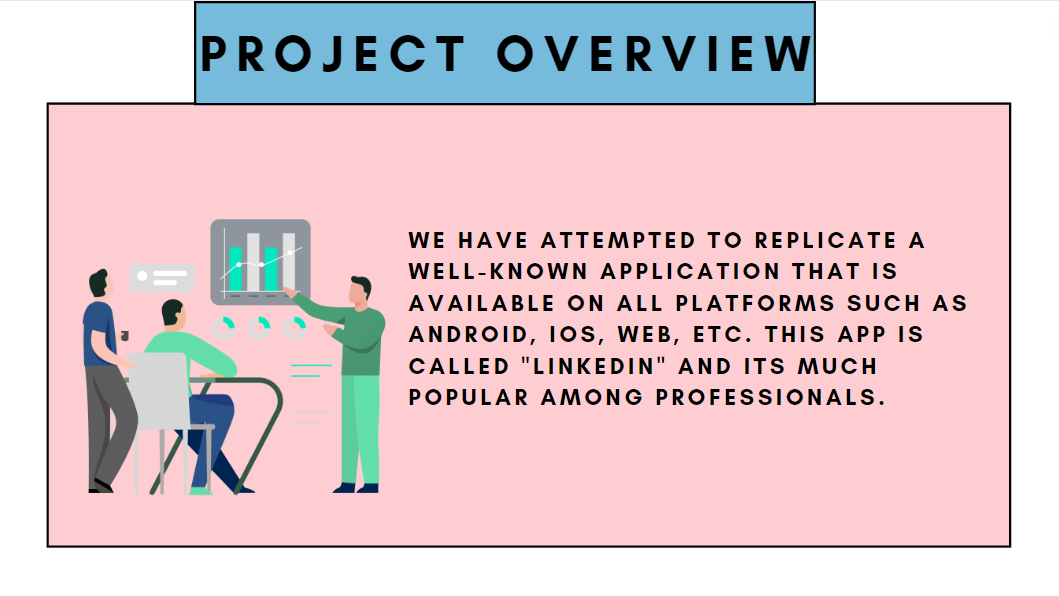 PROJECT OVERVIEW
WE HAVE ATTEMPTED TO REPLICATE A
WELL-KNOWN APPLICATION THAT IS
AVAILABLE ON ALL PLATFORMS SUCH AS
ANDROID, IOS, WEB, ETC. THIS APP IS
CALLED "LINKEDIN" AND ITS MUCH
POPULAR AMONG PROFESSIONALS.